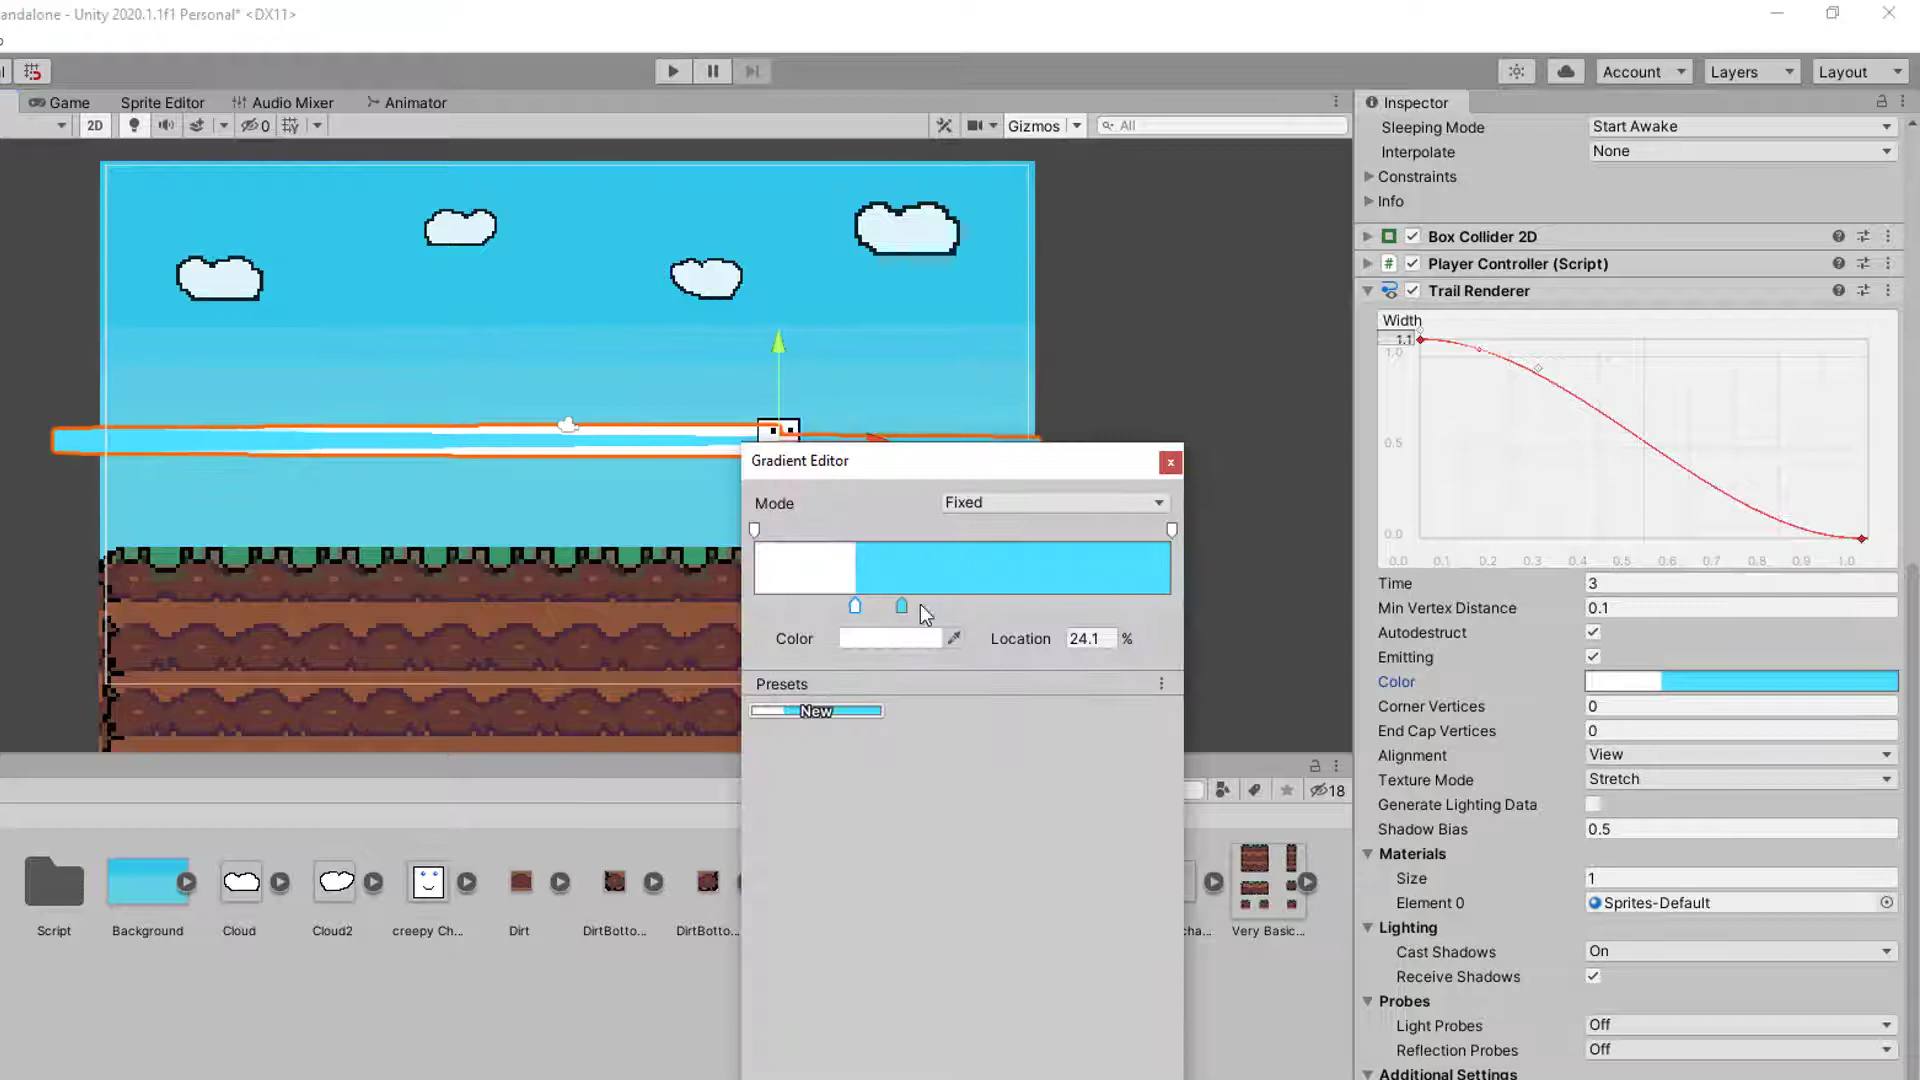 andalone - Unity 2020.1.1f1 Personal* <DX11>
Account
Layers
Layout
Game
Sprite Editor
Audio Mixer
Animator
2D
0
Gizmos
All
Inspector
Sleeping Mode
Start Awake
Interpolate
None
Constraints
Info
Box Collider 2D
# Player Controller (Script)
Trail Renderer
Width
1.1
1.0
0.5
0.0
0.0 0.1 0.2 0.3 0.4 0.5 0.6 0.7 0.8 0.9 1.0
Time
3
Min Vertex Distance
0.1
Autodestruct
Emitting
Color
Corner Vertices
0
End Cap Vertices
0
Alignment
View
Texture Mode
Stretch
Generate Lighting Data
Shadow Bias
0.5
Materials
Size
1
Element 0
Sprites-Default
Lighting
Cast Shadows
On
Receive Shadows
Probes
Light Probes
Off
Reflection Probes
Off
Additional Settings
Gradient Editor
x
Mode
Fixed
Color
Location
24.1
%
Presets
New
18
Script
Background
Cloud
Cloud2
creepy Ch...
Dirt
DirtBotto...
DirtBotto...
cha...
Very Basic...